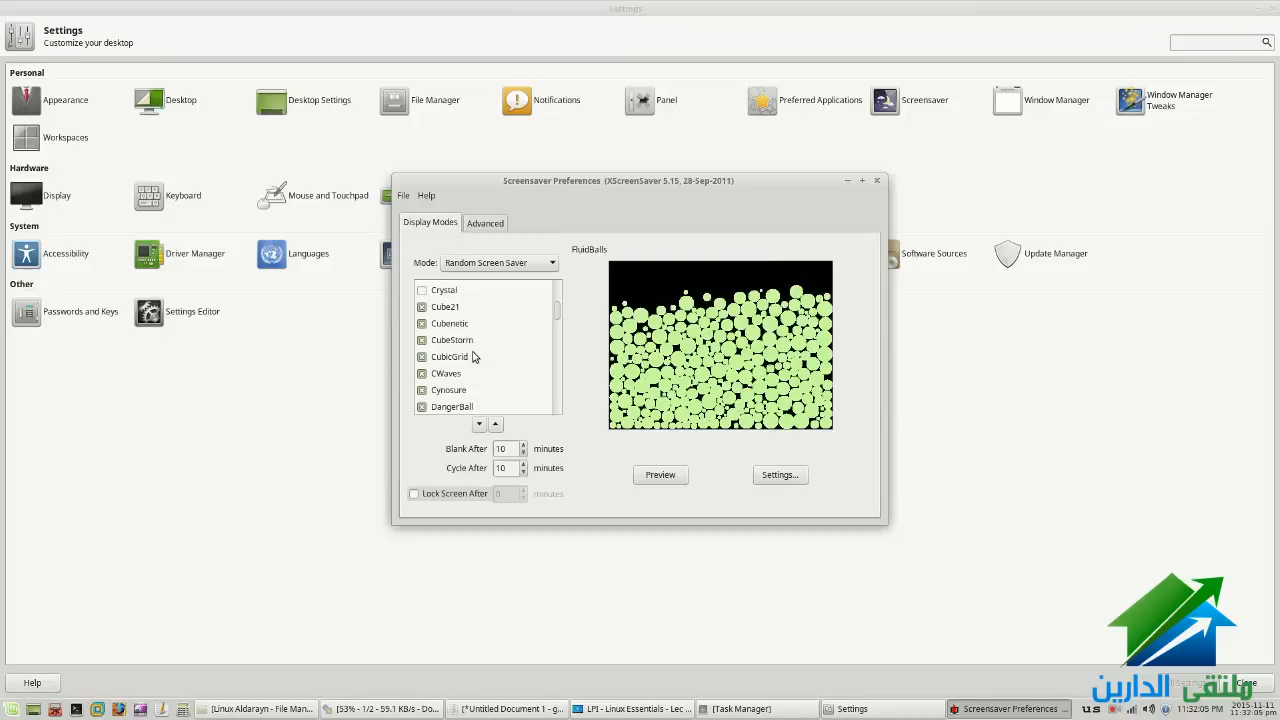 Settings
Settings
Customize your desktop
Personal
Appearance
Desktop
Desktop Settings
File Manager
Notifications
Panel
Preferred Applications
Screensaver
Window Manager
Window Manager
Tweaks
Workspaces
Hardware
Display
Keyboard
Mouse and Touchpad
System
Accessibility
Driver Manager
Languages
Software Sources
Update Manager
Other
Passwords and Keys
Settings Editor
Screensaver Preferences (XScreenSaver 5.15, 28-Sep-2011)
File Help
Display Modes Advanced
Mode: Random Screen Saver
Crystal
Cube21
Cubenetic
CubeStorm
CubicGrid
CWaves
Cynosure
DangerBall
Blank After 10 minutes
Cycle After 10 minutes
Lock Screen After 0 minutes
FluidBalls
Preview
Settings...
Help
Close
ملتقى الدارين
[Linux Aldarayn - File Man...
[53% - 1/2 - 59.1 KB ...
[*Untitled Document 1 - g...
LPI - Linux Essentials - Lec ...
[Task Manager]
Settings
Screensaver Preferences ...
us
11:32:05 PM
2015-11-11
11:32:05 pm